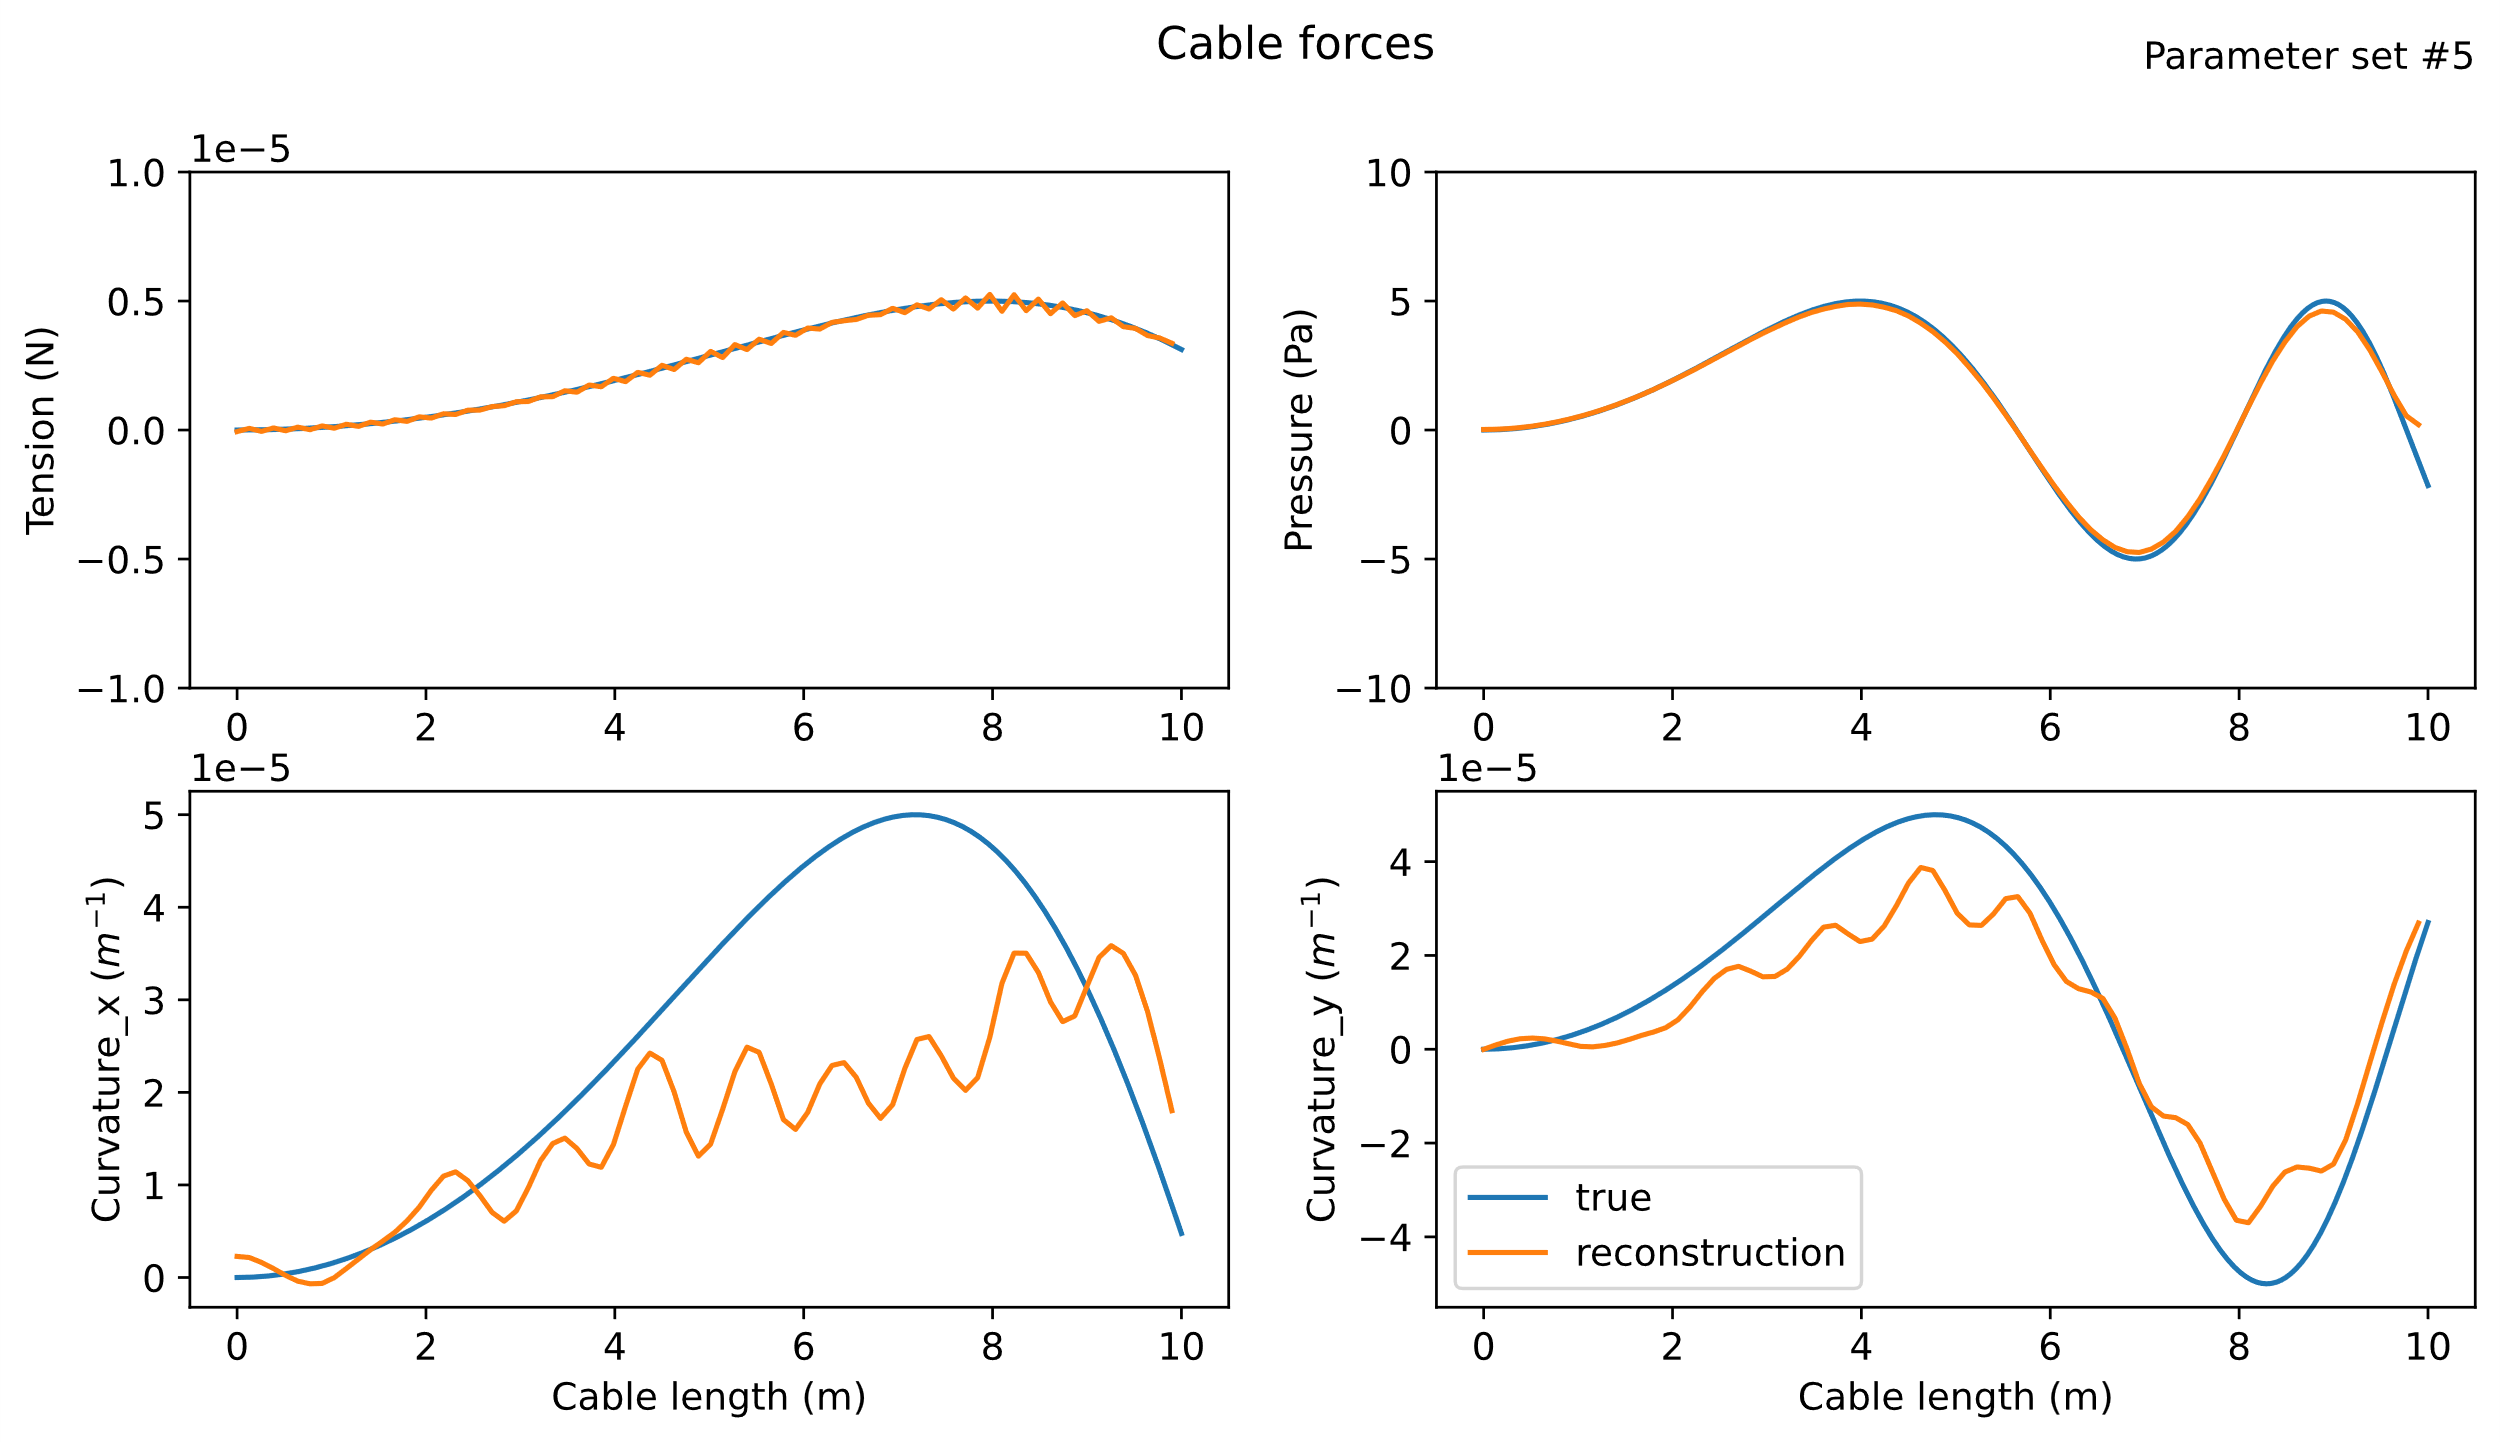 Cable forces
Parameter set #5
1e−5
1.0
0.5
0.0
−0.5
−1.0
Tension (N)
0 2 4 6 8 10
10
5
0
−5
−10
Pressure (Pa)
0 2 4 6 8 10
1e−5
5
4
3
2
1
0
Curvature_x (m⁻¹)
0 2 4 6 8 10
Cable length (m)
1e−5
4
2
0
−2
−4
Curvature_y (m⁻¹)
true
reconstruction
0 2 4 6 8 10
Cable length (m)